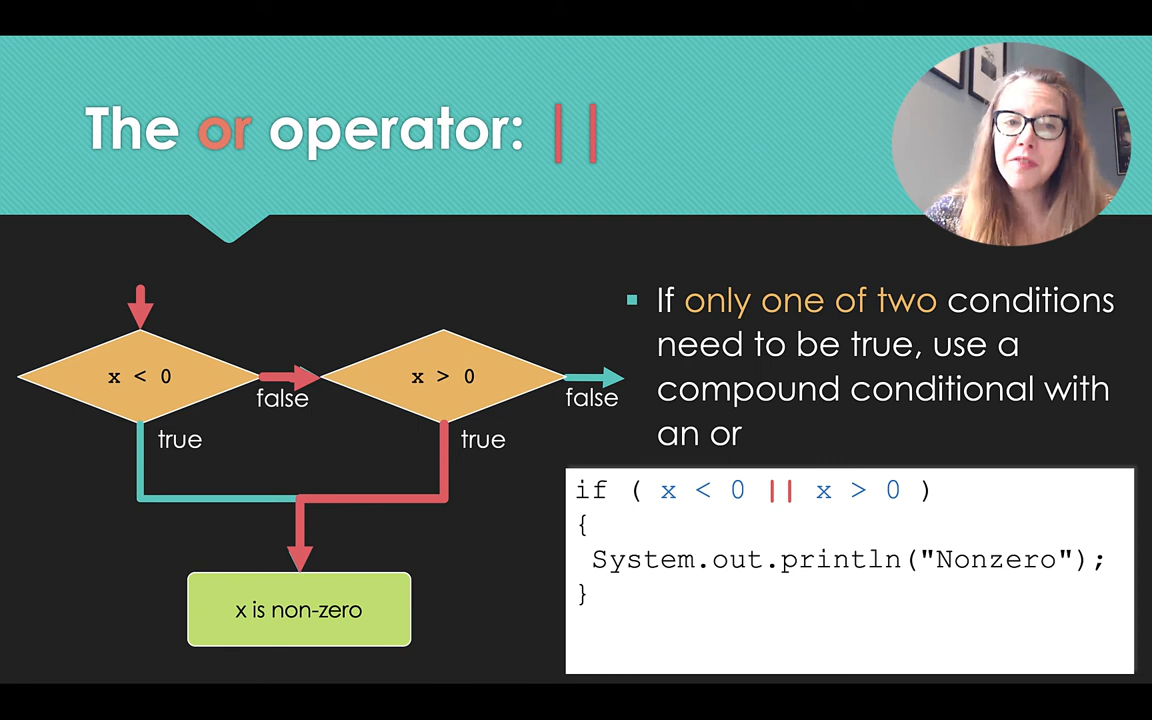 The or operator: ||
x < 0
false
true
x > 0
false
true
x is non-zero
If only one of two conditions
need to be true, use a
compound conditional with
an or
if ( x < 0 || x > 0 )
{
System.out.println("Nonzero");
}